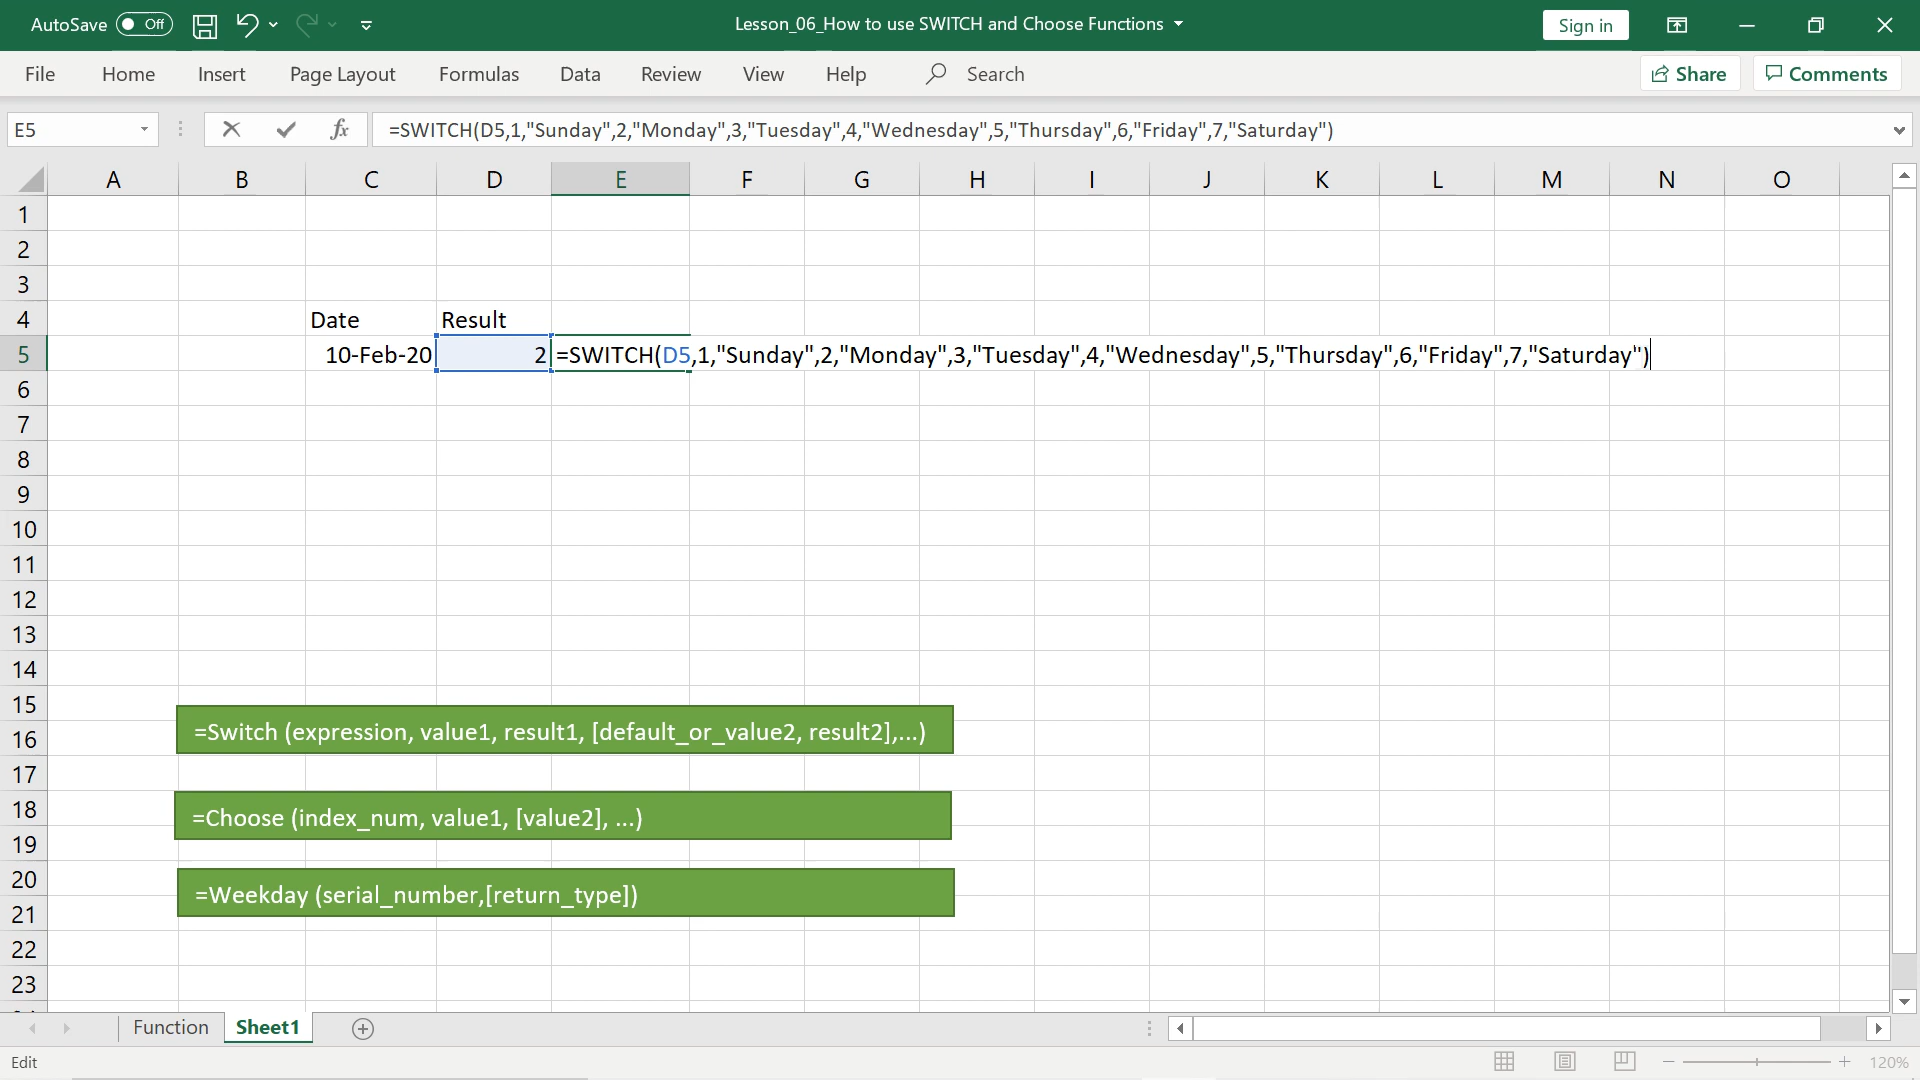 AutoSave Off Lesson_06_How to use SWITCH and Choose Functions Sign in
File Home Insert Page Layout Formulas Data Review View Help Search Share Comments
E5 fx =SWITCH(D5,1,"Sunday",2,"Monday",3,"Tuesday",4,"Wednesday",5,"Thursday",6,"Friday",7,"Saturday")
A B C D E F G H I J K L M N O
1
2
3
4 Date Result
5 10-Feb-20 2 =SWITCH(D5,1,"Sunday",2,"Monday",3,"Tuesday",4,"Wednesday",5,"Thursday",6,"Friday",7,"Saturday")
6
7
8
9
10
11
12
13
14
15
=Switch (expression, value1, result1, [default_or_value2, result2],...)
16
17
18 =Choose (index_num, value1, [value2], ...)
19
20
=Weekday (serial_number,[return_type])
21
22
23
Function Sheet1
Edit 120%